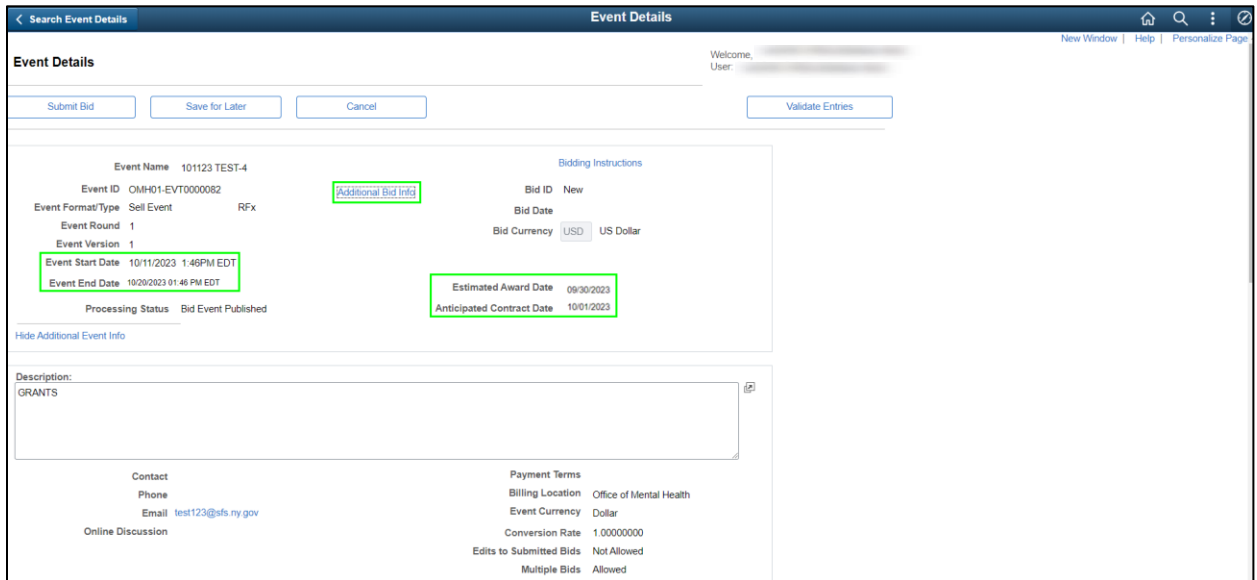 Search Event Details
Event Details
New Window | Help | Personalize Page
Event Details
Welcome,
User:
Submit Bid Save for Later Cancel Validate Entries
Event Name 101123 TEST-4 Bidding Instructions
Event ID OMH01-EVT0000082 Additional Bid Info Bid ID New
Event Format/Type Sell Event RFx Bid Date
Event Round 1 Bid Currency USD US Dollar
Event Version 1
Event Start Date 10/11/2023 1:46PM EDT
Event End Date 10/20/2023 01:46 PM EDT Estimated Award Date 09/30/2023
Processing Status Bid Event Published Anticipated Contract Date 10/01/2023
Hide Additional Event Info
Description:
GRANTS
Contact Payment Terms
Phone Billing Location Office of Mental Health
Email test123@sfs.ny.gov Event Currency Dollar
Online Discussion Conversion Rate 1.00000000
Edits to Submitted Bids Not Allowed
Multiple Bids Allowed